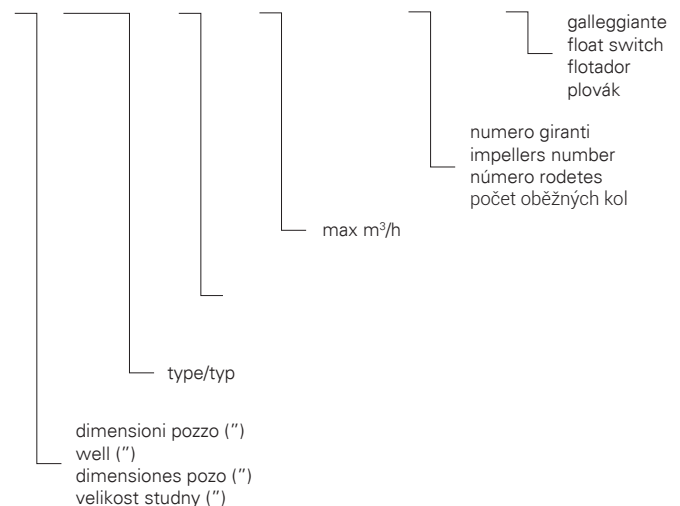 galleggiante
float switch
flotador
plovák
numero giranti
impellers number
número rodetes
počet oběžných kol
max m³/h
type/typ
dimensioni pozzo (”)
well (”)
dimensiones pozo (”)
velikost studny (”)